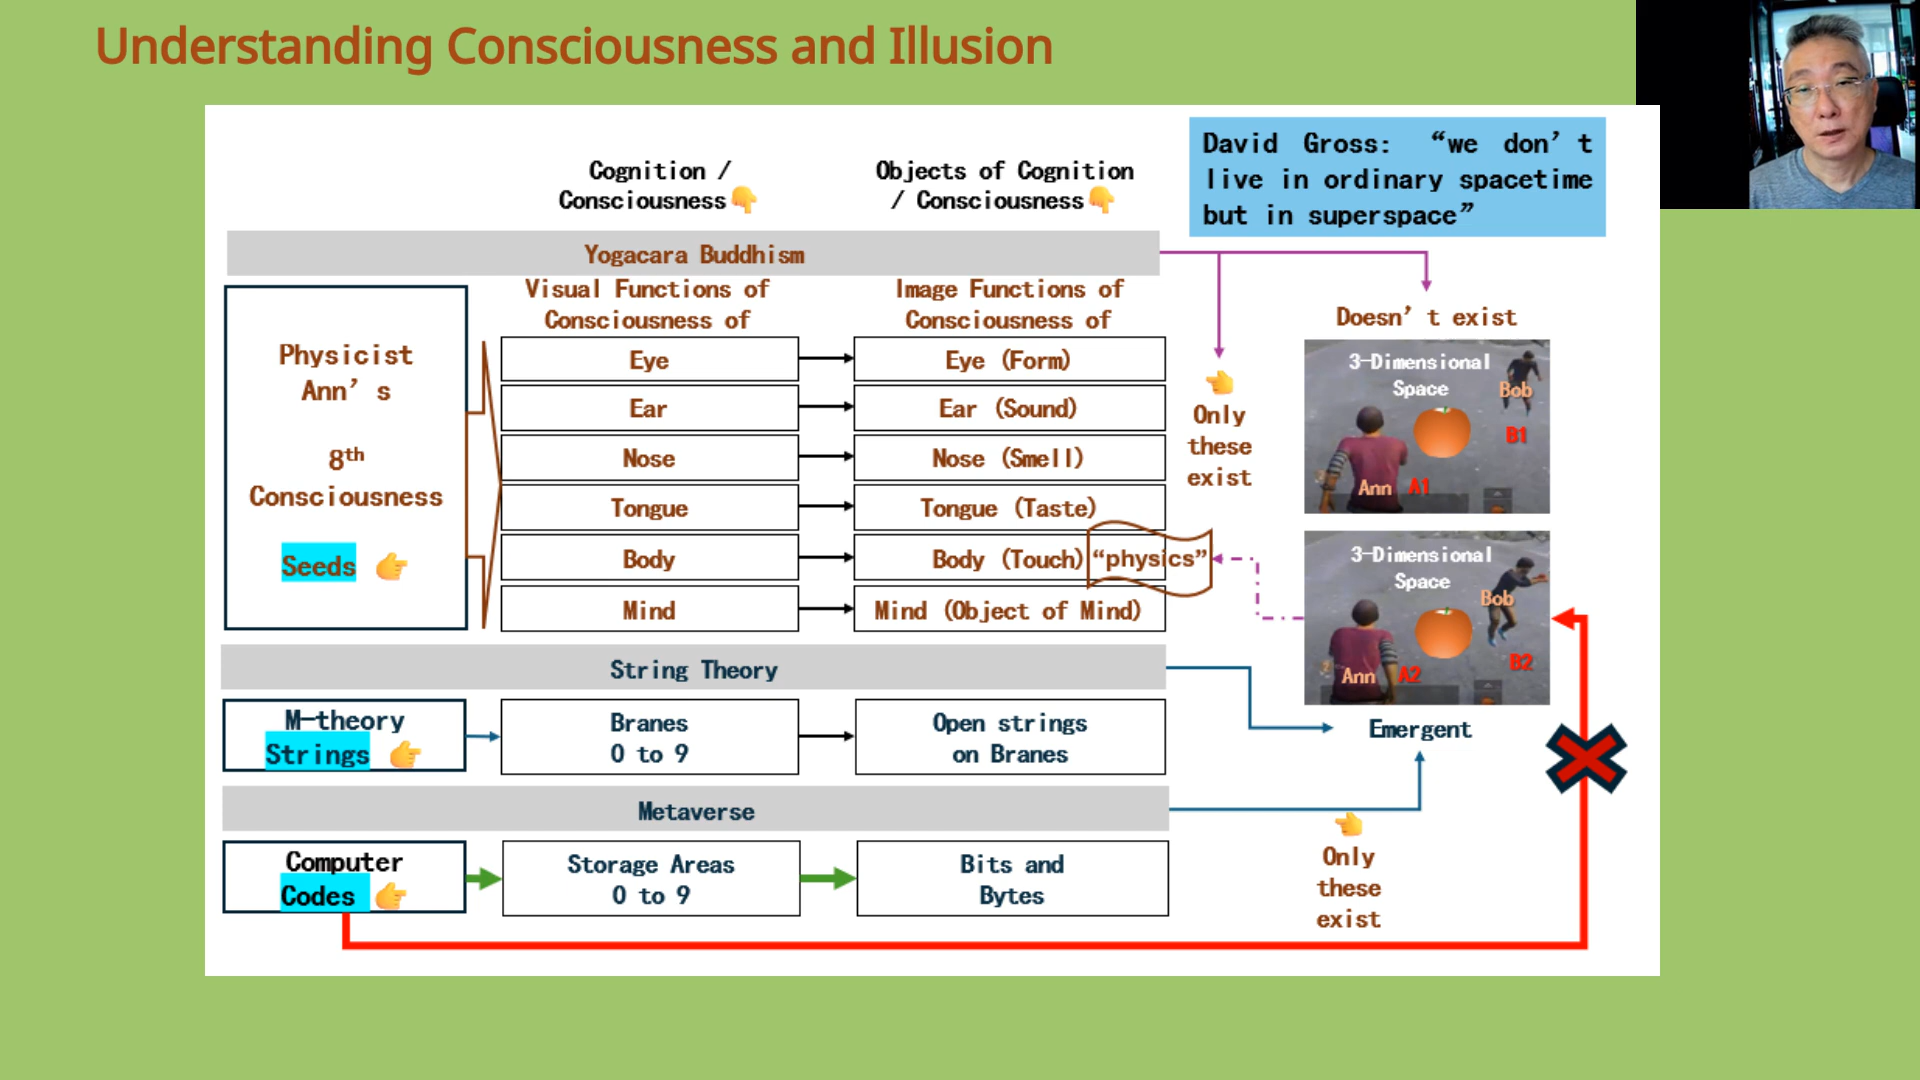 Understanding Consciousness and Illusion
Cognition /
Consciousness
Objects of Cognition
/ Consciousness
David Gross: “we don’t
live in ordinary spacetime
but in superspace”
Yogacara Buddhism
Visual Functions of
Consciousness of
Image Functions of
Consciousness of
Doesn’t exist
Physicist
Ann’s
8th
Consciousness
Seeds
Eye
Eye (Form)
Ear
Ear (Sound)
Nose
Nose (Smell)
Tongue
Tongue (Taste)
Body
Body (Touch)
“physics”
Mind
Mind (Object of Mind)
Only
these
exist
3-Dimensional
Space
Bob
B1
Ann A1
3-Dimensional
Space
Bob
B2
Ann A2
String Theory
M-theory
Strings
Branes
0 to 9
Open strings
on Branes
Emergent
Metaverse
Computer
Codes
Storage Areas
0 to 9
Bits and
Bytes
Only
these
exist